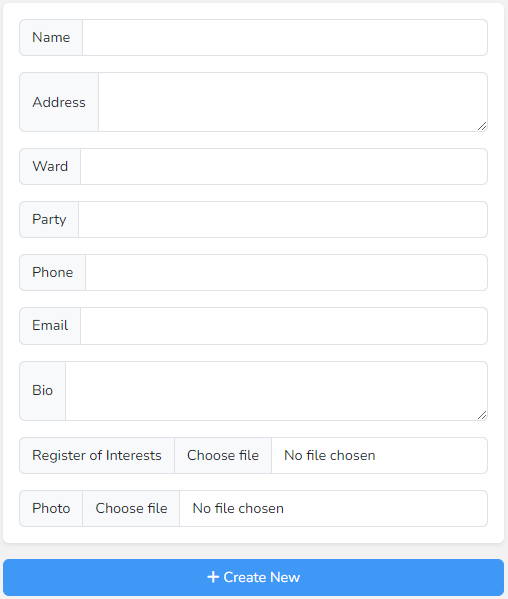 Name
Address
Ward
Party
Phone
Email
Bio
Register of Interests Choose file No file chosen
Photo Choose file No file chosen
+ Create New